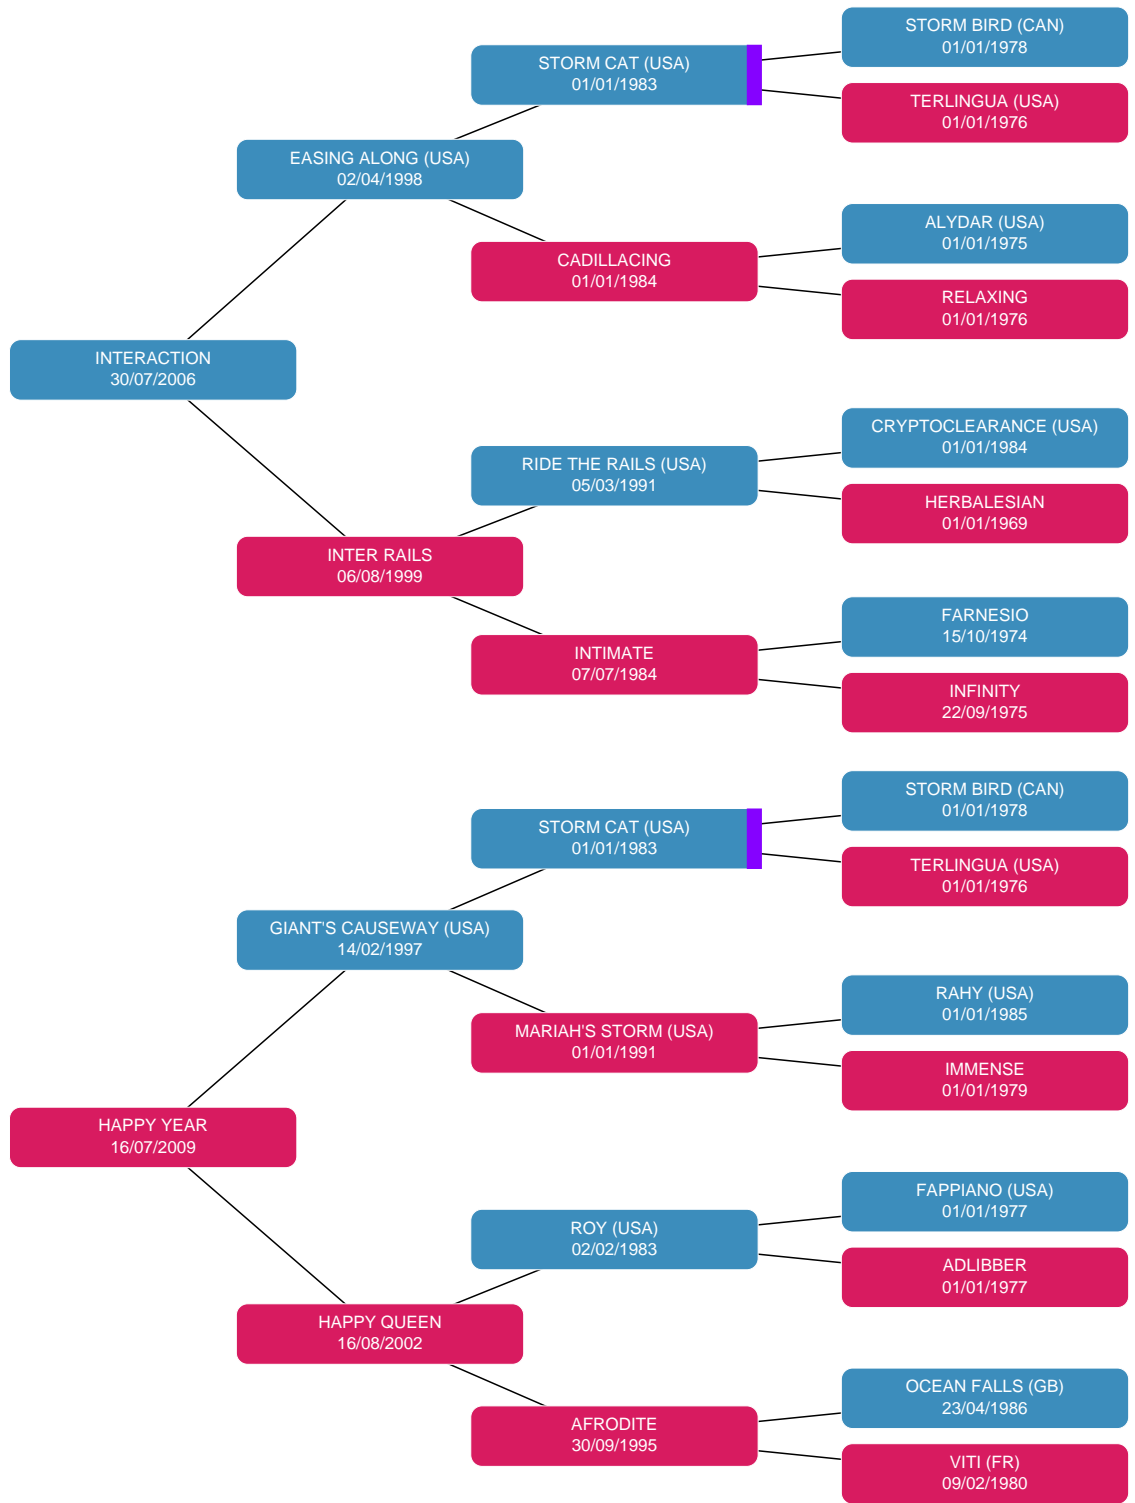 STORM BIRD (CAN)
01/01/1978
STORM CAT (USA)
01/01/1983
TERLINGUA (USA)
01/01/1976
EASING ALONG (USA)
02/04/1998
ALYDAR (USA)
01/01/1975
CADILLACING
01/01/1984
RELAXING
01/01/1976
INTERACTION
30/07/2006
CRYPTOCLEARANCE (USA)
01/01/1984
RIDE THE RAILS (USA)
05/03/1991
HERBALESIAN
01/01/1969
INTER RAILS
06/08/1999
FARNESIO
15/10/1974
INTIMATE
07/07/1984
INFINITY
22/09/1975
STORM BIRD (CAN)
01/01/1978
STORM CAT (USA)
01/01/1983
TERLINGUA (USA)
01/01/1976
GIANT'S CAUSEWAY (USA)
14/02/1997
RAHY (USA)
01/01/1985
MARIAH'S STORM (USA)
01/01/1991
IMMENSE
01/01/1979
HAPPY YEAR
16/07/2009
FAPPIANO (USA)
01/01/1977
ROY (USA)
02/02/1983
ADLIBBER
01/01/1977
HAPPY QUEEN
16/08/2002
OCEAN FALLS (GB)
23/04/1986
AFRODITE
30/09/1995
VITI (FR)
09/02/1980